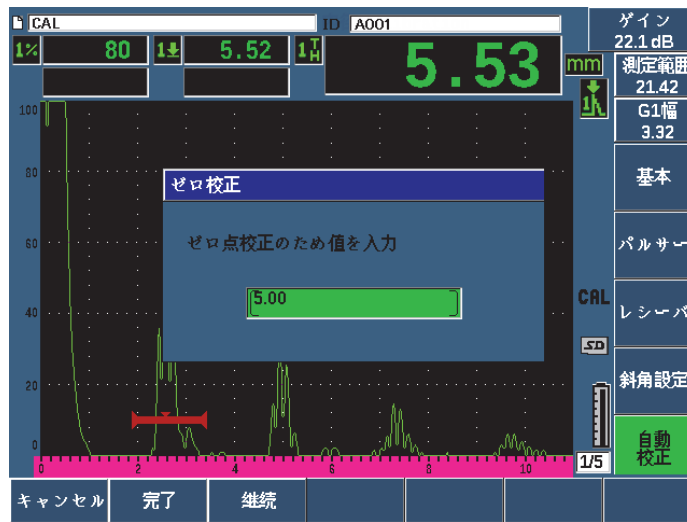 CAL
ID A001
1% 80
1 5.52
1TH 5.53
mm
ゲイン
22.1 dB
測定範囲
21.42
G1幅
3.32
基本
パルサー
レシーバ
斜角設定
自動
校正
100
80
60
40
20
0
0 2 4 6 8 10
ゼロ校正
ゼロ点校正のため値を入力
5.00
1
CAL
SD
1/5
キャンセル 完了 継続